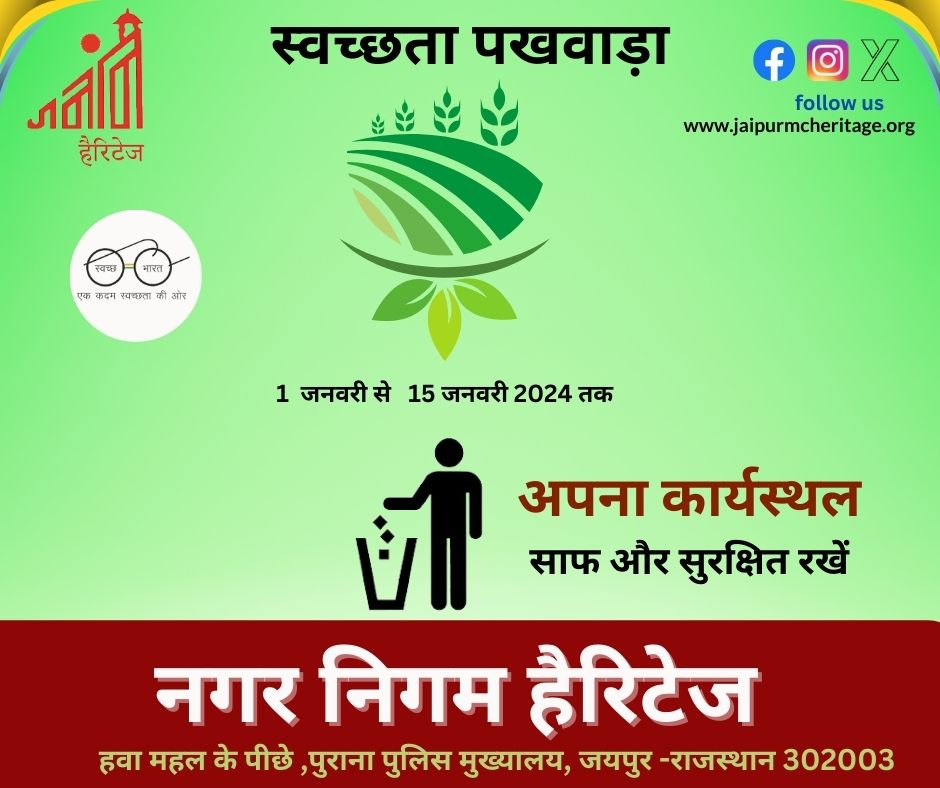 स्वच्छता पखवाड़ा
हैरिटेज
follow us
www.jaipurmcheritage.org
स्वच्छ भारत
एक कदम स्वच्छता की ओर
1 जनवरी से 15 जनवरी 2024 तक
अपना कार्यस्थल
साफ और सुरक्षित रखें
नगर निगम हैरिटेज
हवा महल के पीछे ,पुराना पुलिस मुख्यालय, जयपुर -राजस्थान 302003